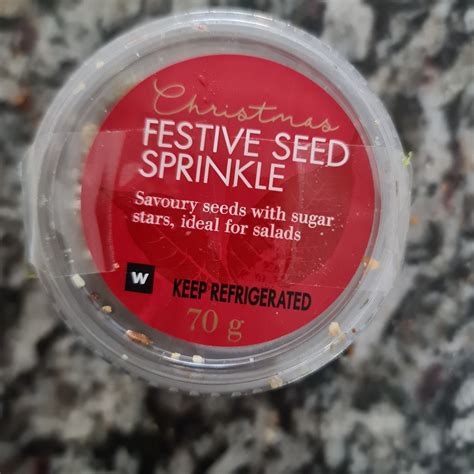 Christmas
FESTIVE SEED
SPRINKLE
Savoury seeds with sugar
stars, ideal for salads
W
KEEP REFRIGERATED
70 g